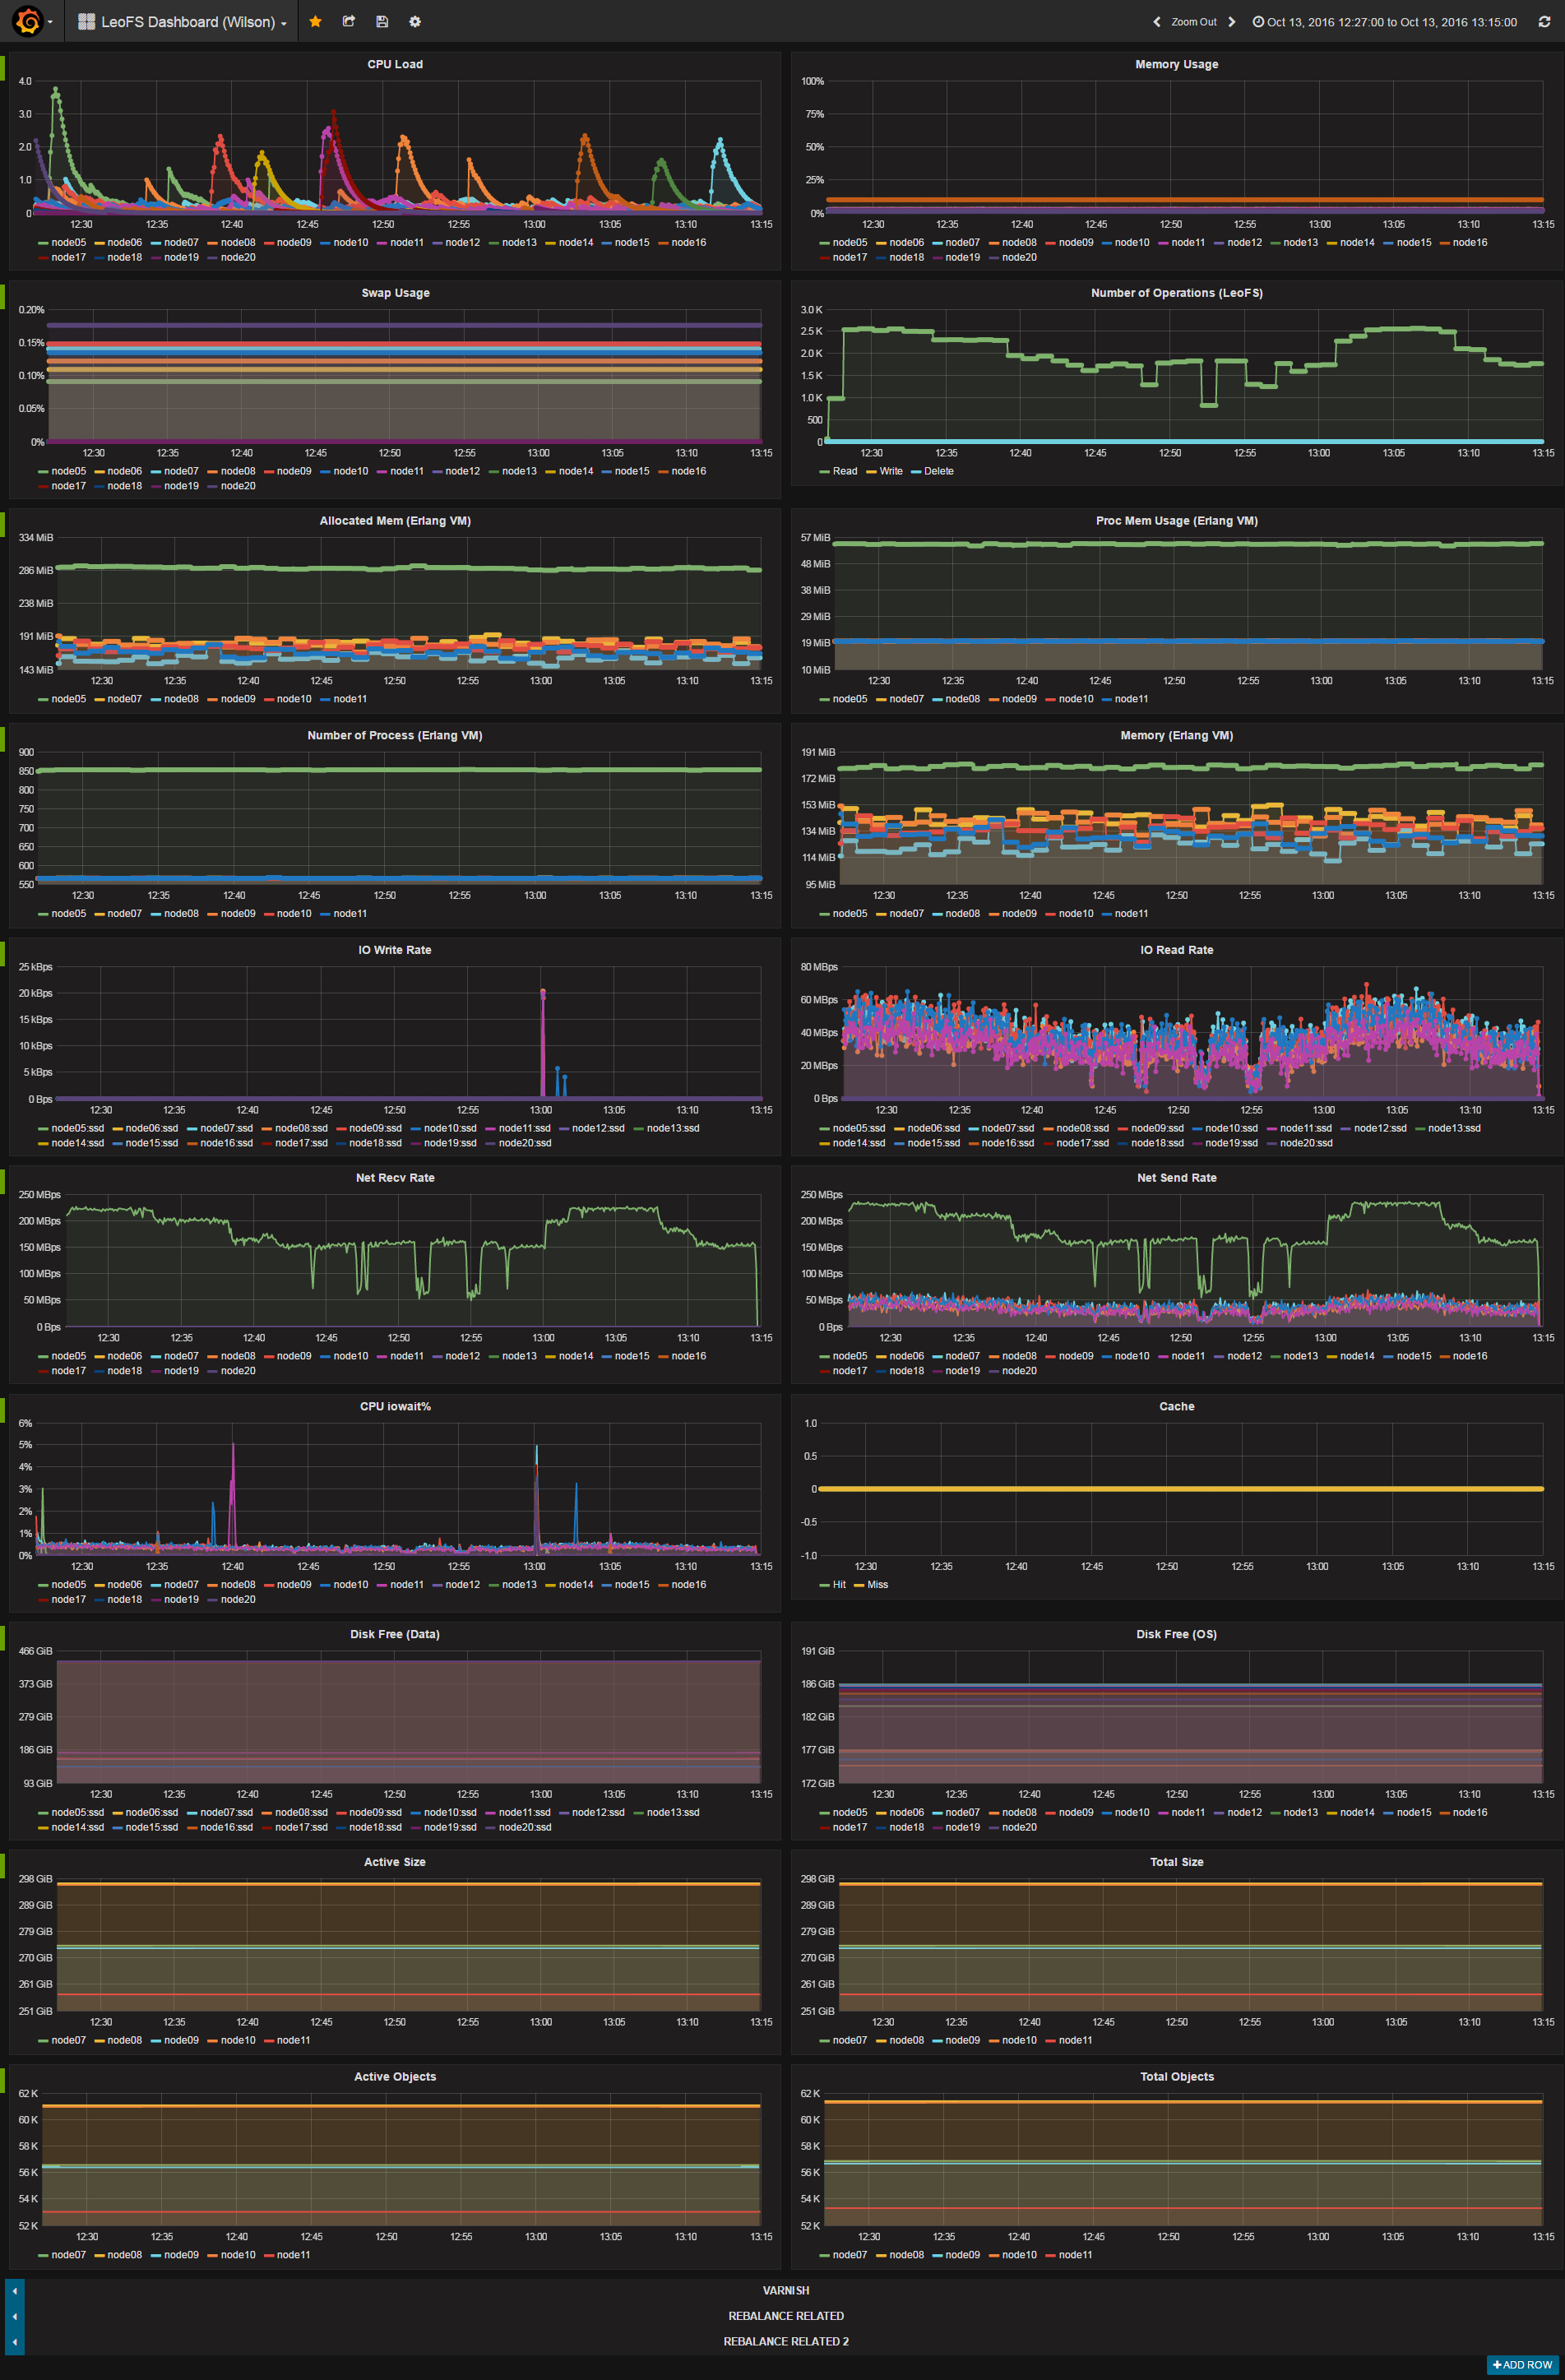 LeoFS Dashboard (Wilson)
Zoom Out
Oct 13, 2016 12:27:00 to Oct 13, 2016 13:15:00
CPU Load
4.0
3.0
2.0
1.0
0
12:30 12:35 12:40 12:45 12:50 12:55 13:00 13:05 13:10 13:15
node05 node06 node07 node08 node09 node10 node11 node12 node13 node14 node15 node16
node17 node18 node19 node20
Memory Usage
100%
75%
50%
25%
0%
12:30 12:35 12:40 12:45 12:50 12:55 13:00 13:05 13:10 13:15
node05 node06 node07 node08 node09 node10 node11 node12 node13 node14 node15 node16
node17 node18 node19 node20
Swap Usage
0.20%
0.15%
0.10%
0.05%
0%
12:30 12:35 12:40 12:45 12:50 12:55 13:00 13:05 13:10 13:15
node05 node06 node07 node08 node09 node10 node11 node12 node13 node14 node15 node16
node17 node18 node19 node20
Number of Operations (LeoFS)
3.0 K
2.5 K
2.0 K
1.5 K
1.0 K
500
0
12:30 12:35 12:40 12:45 12:50 12:55 13:00 13:05 13:10 13:15
Read Write Delete
Allocated Mem (Erlang VM)
334 MiB
286 MiB
238 MiB
191 MiB
143 MiB
12:30 12:35 12:40 12:45 12:50 12:55 13:00 13:05 13:10 13:15
node05 node07 node08 node09 node10 node11
Proc Mem Usage (Erlang VM)
57 MiB
48 MiB
38 MiB
29 MiB
19 MiB
10 MiB
12:30 12:35 12:40 12:45 12:50 12:55 13:00 13:05 13:10 13:15
node05 node07 node08 node09 node10 node11
Number of Process (Erlang VM)
900
850
800
750
700
650
600
550
12:30 12:35 12:40 12:45 12:50 12:55 13:00 13:05 13:10 13:15
node05 node07 node08 node09 node10 node11
Memory (Erlang VM)
191 MiB
172 MiB
153 MiB
134 MiB
114 MiB
95 MiB
12:30 12:35 12:40 12:45 12:50 12:55 13:00 13:05 13:10 13:15
node05 node07 node08 node09 node10 node11
IO Write Rate
25 kBps
20 kBps
15 kBps
10 kBps
5 kBps
0 Bps
12:30 12:35 12:40 12:45 12:50 12:55 13:00 13:05 13:10 13:15
node05:ssd node06:ssd node07:ssd node08:ssd node09:ssd node10:ssd node11:ssd node12:ssd node13:ssd
node14:ssd node15:ssd node16:ssd node17:ssd node18:ssd node19:ssd node20:ssd
IO Read Rate
80 MBps
60 MBps
40 MBps
20 MBps
0 Bps
12:30 12:35 12:40 12:45 12:50 12:55 13:00 13:05 13:10 13:15
node05:ssd node06:ssd node07:ssd node08:ssd node09:ssd node10:ssd node11:ssd node12:ssd node13:ssd
node14:ssd node15:ssd node16:ssd node17:ssd node18:ssd node19:ssd node20:ssd
Net Recv Rate
250 MBps
200 MBps
150 MBps
100 MBps
50 MBps
0 Bps
12:30 12:35 12:40 12:45 12:50 12:55 13:00 13:05 13:10 13:15
node05 node06 node07 node08 node09 node10 node11 node12 node13 node14 node15 node16
node17 node18 node19 node20
Net Send Rate
250 MBps
200 MBps
150 MBps
100 MBps
50 MBps
0 Bps
12:30 12:35 12:40 12:45 12:50 12:55 13:00 13:05 13:10 13:15
node05 node06 node07 node08 node09 node10 node11 node12 node13 node14 node15 node16
node17 node18 node19 node20
CPU iowait%
6%
5%
4%
3%
2%
1%
0%
12:30 12:35 12:40 12:45 12:50 12:55 13:00 13:05 13:10 13:15
node05 node06 node07 node08 node09 node10 node11 node12 node13 node14 node15 node16
node17 node18 node19 node20
Cache
1.0
0.5
0
-0.5
-1.0
12:30 12:35 12:40 12:45 12:50 12:55 13:00 13:05 13:10 13:15
Hit Miss
Disk Free (Data)
466 GiB
373 GiB
279 GiB
186 GiB
93 GiB
12:30 12:35 12:40 12:45 12:50 12:55 13:00 13:05 13:10 13:15
node05:ssd node06:ssd node07:ssd node08:ssd node09:ssd node10:ssd node11:ssd node12:ssd node13:ssd
node14:ssd node15:ssd node16:ssd node17:ssd node18:ssd node19:ssd node20:ssd
Disk Free (OS)
191 GiB
186 GiB
182 GiB
177 GiB
172 GiB
12:30 12:35 12:40 12:45 12:50 12:55 13:00 13:05 13:10 13:15
node05 node06 node07 node08 node09 node10 node11 node12 node13 node14 node15 node16
node17 node18 node19 node20
Active Size
298 GiB
289 GiB
279 GiB
270 GiB
261 GiB
251 GiB
12:30 12:35 12:40 12:45 12:50 12:55 13:00 13:05 13:10 13:15
node07 node08 node09 node10 node11
Total Size
298 GiB
289 GiB
279 GiB
270 GiB
261 GiB
251 GiB
12:30 12:35 12:40 12:45 12:50 12:55 13:00 13:05 13:10 13:15
node07 node08 node09 node10 node11
Active Objects
62 K
60 K
58 K
56 K
54 K
52 K
12:30 12:35 12:40 12:45 12:50 12:55 13:00 13:05 13:10 13:15
node07 node08 node09 node10 node11
Total Objects
62 K
60 K
58 K
56 K
54 K
52 K
12:30 12:35 12:40 12:45 12:50 12:55 13:00 13:05 13:10 13:15
node07 node08 node09 node10 node11
VARNISH
REBALANCE RELATED
REBALANCE RELATED 2
+ADD ROW